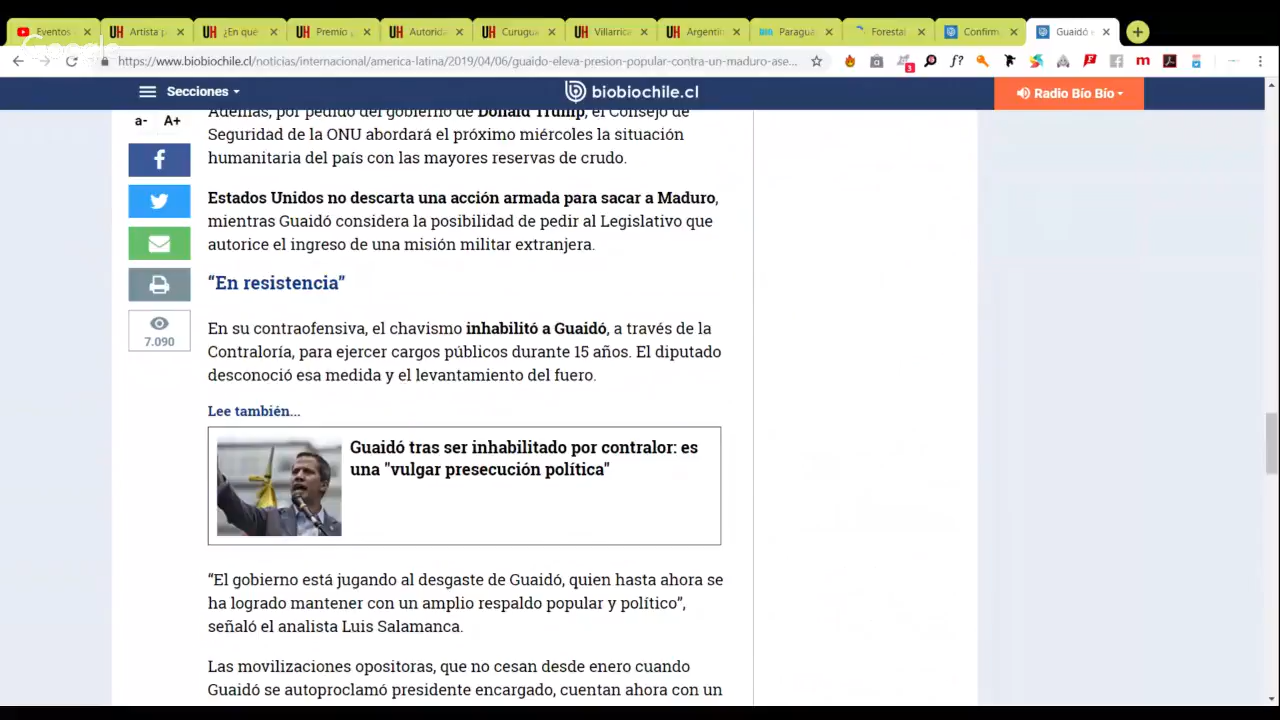 Eventos
Artista p
¿En qué
Premio ¡
Autorida
Curugua
Villarrica
Argentin
Paragua
Forestal
Confirm
Guaidó e
Google
https://www.biobiochile.cl/noticias/internacional/america-latina/2019/04/06/guaido-eleva-presion-popular-contra-un-maduro-ase...
Secciones
biobiochile.cl
Radio Bío Bío
a- A+
Además, por pedido del gobierno de Donald Trump, el Consejo de
Seguridad de la ONU abordará el próximo miércoles la situación
humanitaria del país con las mayores reservas de crudo.
Estados Unidos no descarta una acción armada para sacar a Maduro,
mientras Guaidó considera la posibilidad de pedir al Legislativo que
autorice el ingreso de una misión militar extranjera.
“En resistencia”
7.090
En su contraofensiva, el chavismo inhabilitó a Guaidó, a través de la
Contraloría, para ejercer cargos públicos durante 15 años. El diputado
desconoció esa medida y el levantamiento del fuero.
Lee también...
Guaidó tras ser inhabilitado por contralor: es
una "vulgar presecución política"
“El gobierno está jugando al desgaste de Guaidó, quien hasta ahora se
ha logrado mantener con un amplio respaldo popular y político”,
señaló el analista Luis Salamanca.
Las movilizaciones opositoras, que no cesan desde enero cuando
Guaidó se autoproclamó presidente encargado, cuentan ahora con un